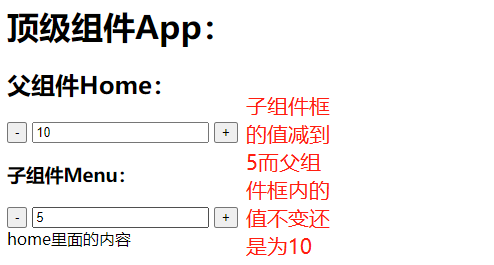 顶级组件App：
父组件Home：
- 10 +
子组件Menu：
- 5 +
home里面的内容
子组件框
的值减到
5而父组
件框内的
值不变还
是为10